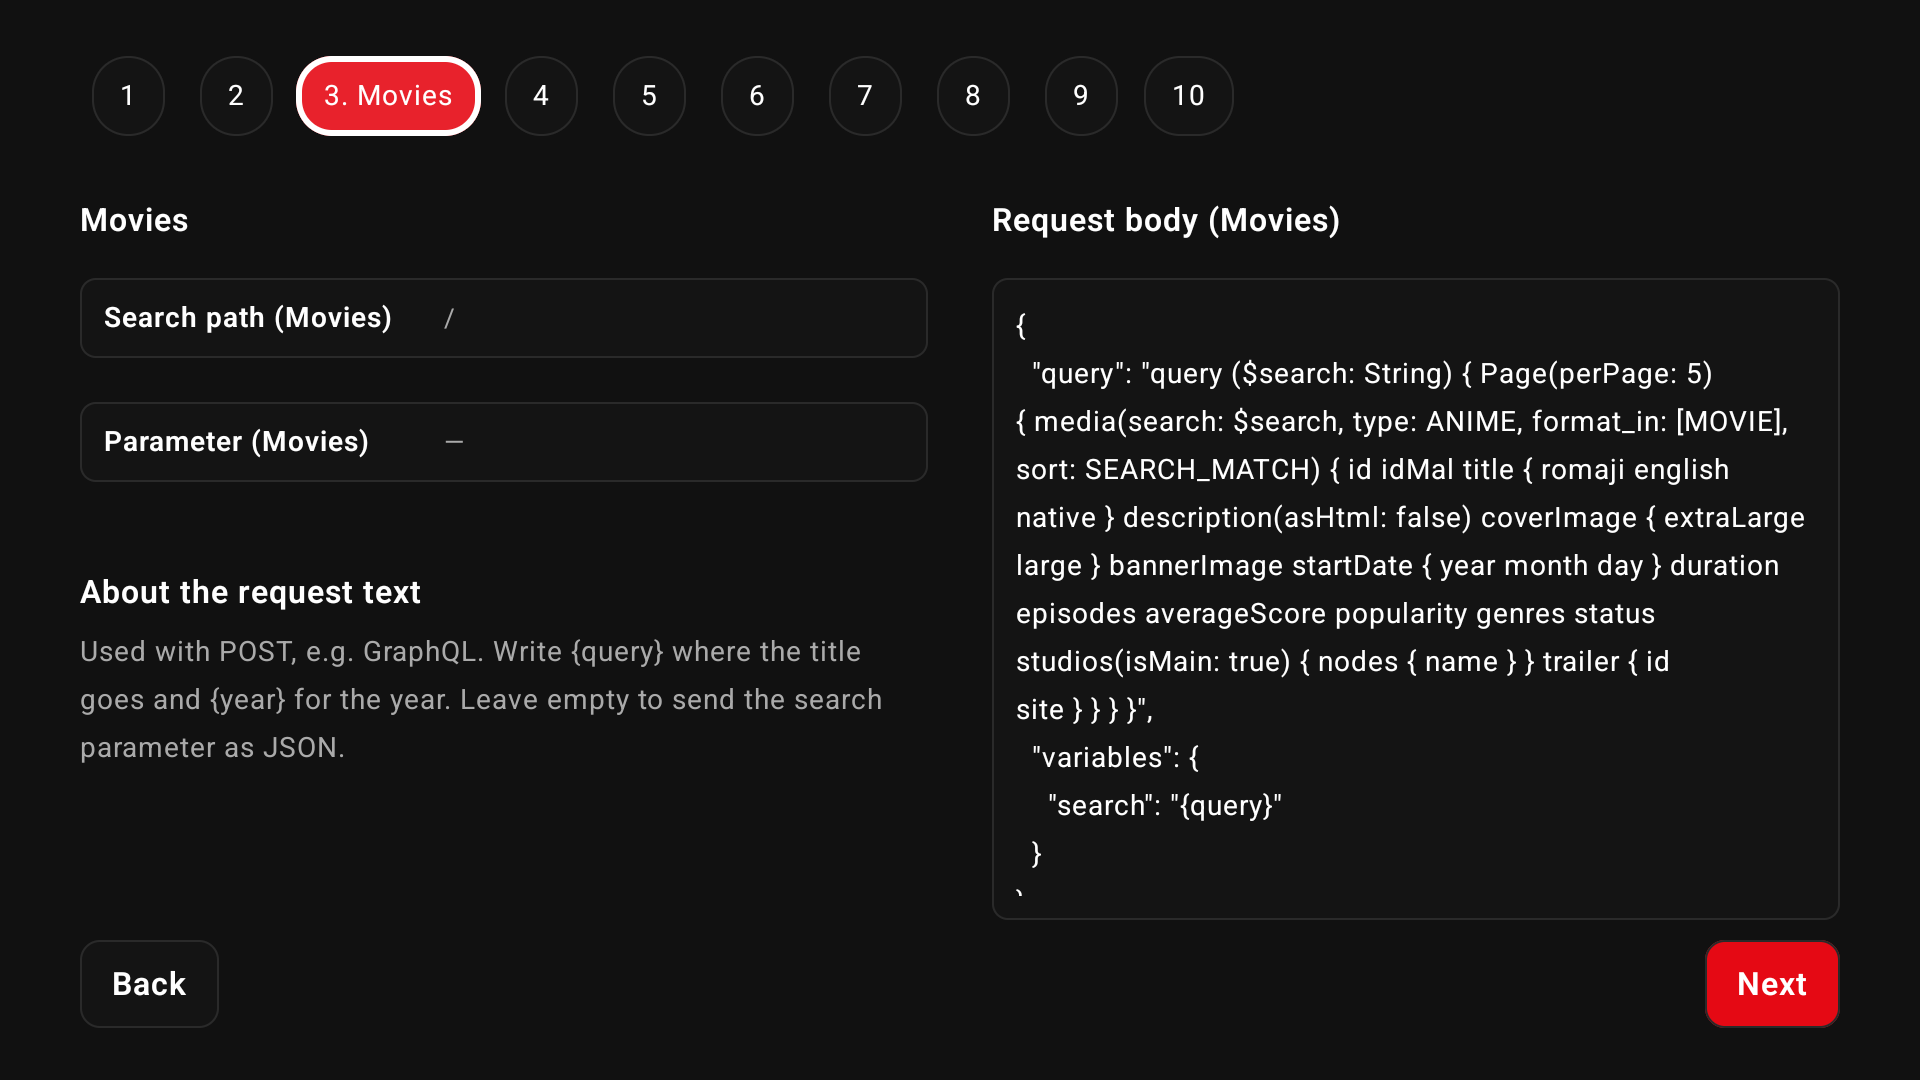 1
2
3. Movies
4
5
6
7
8
9
10
Movies
Search path (Movies) /
Parameter (Movies) —
About the request text
Used with POST, e.g. GraphQL. Write {query} where the title
goes and {year} for the year. Leave empty to send the search
parameter as JSON.
Request body (Movies)
{
  "query": "query ($search: String) { Page(perPage: 5)
{ media(search: $search, type: ANIME, format_in: [MOVIE],
sort: SEARCH_MATCH) { id idMal title { romaji english
native } description(asHtml: false) coverImage { extraLarge
large } bannerImage startDate { year month day } duration
episodes averageScore popularity genres status
studios(isMain: true) { nodes { name } } trailer { id
site } } } }",
  "variables": {
    "search": "{query}"
  }
}
Back
Next